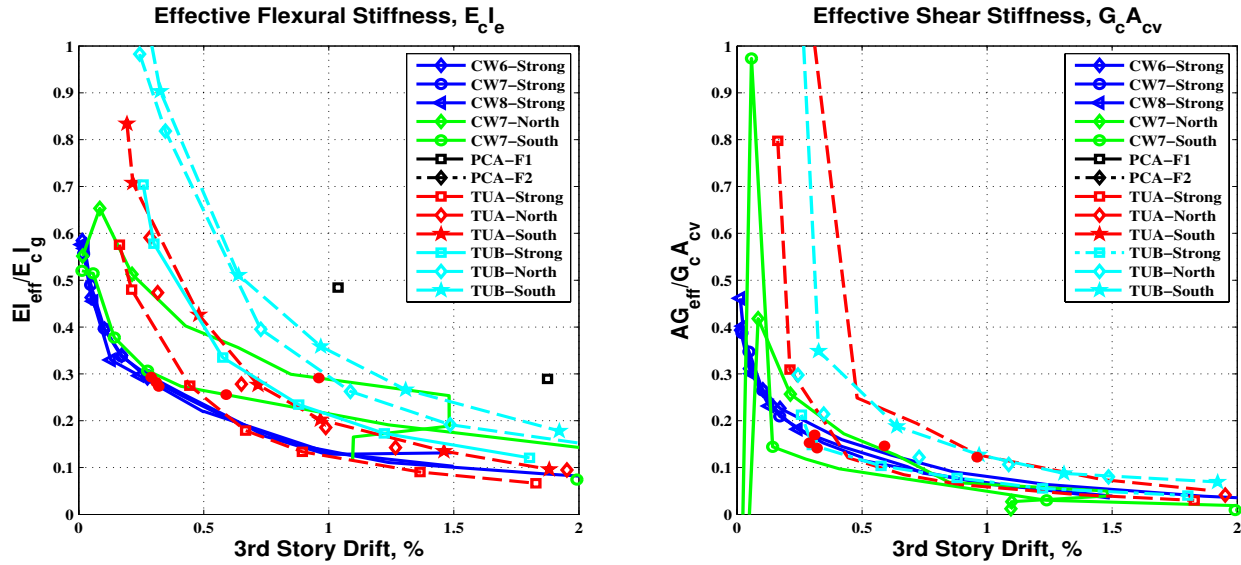 Effective Flexural Stiffness, E_cI_e
1
0.9
0.8
0.7
0.6
0.5
0.4
0.3
0.2
0.1
0
EI_eff/E_cI_g
0
0.5
1
1.5
2
3rd Story Drift, %
CW6−Strong
CW7−Strong
CW8−Strong
CW7−North
CW7−South
PCA−F1
PCA−F2
TUA−Strong
TUA−North
TUA−South
TUB−Strong
TUB−North
TUB−South
Effective Shear Stiffness, G_cA_cv
1
0.9
0.8
0.7
0.6
0.5
0.4
0.3
0.2
0.1
0
AG_eff/G_cA_cv
0
0.5
1
1.5
2
3rd Story Drift, %
CW6−Strong
CW7−Strong
CW8−Strong
CW7−North
CW7−South
PCA−F1
PCA−F2
TUA−Strong
TUA−North
TUA−South
TUB−Strong
TUB−North
TUB−South